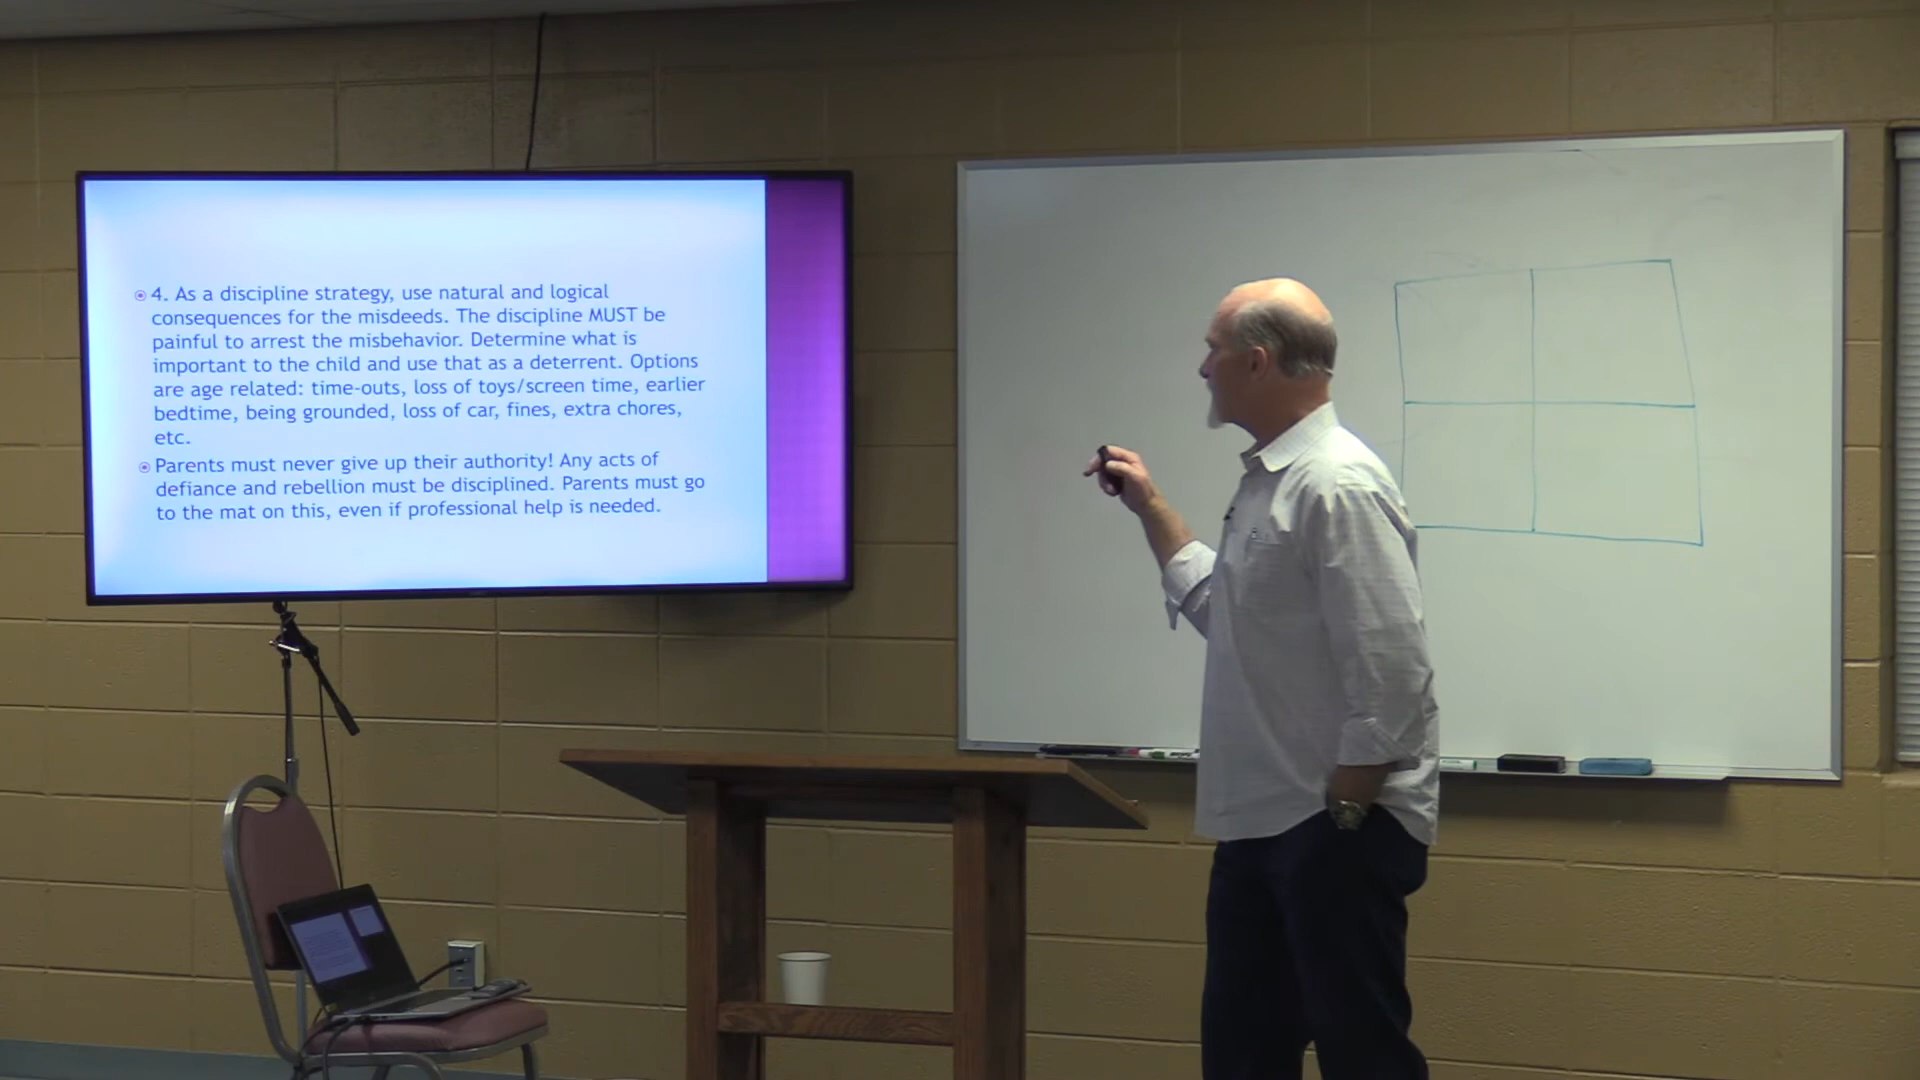 4. As a discipline strategy, use natural and logical
consequences for the misdeeds. The discipline MUST be
painful to arrest the misbehavior. Determine what is
important to the child and use that as a deterrent. Options
are age related: time-outs, loss of toys/screen time, earlier
bedtime, being grounded, loss of car, fines, extra chores,
etc.
Parents must never give up their authority! Any acts of
defiance and rebellion must be disciplined. Parents must go
to the mat on this, even if professional help is needed.